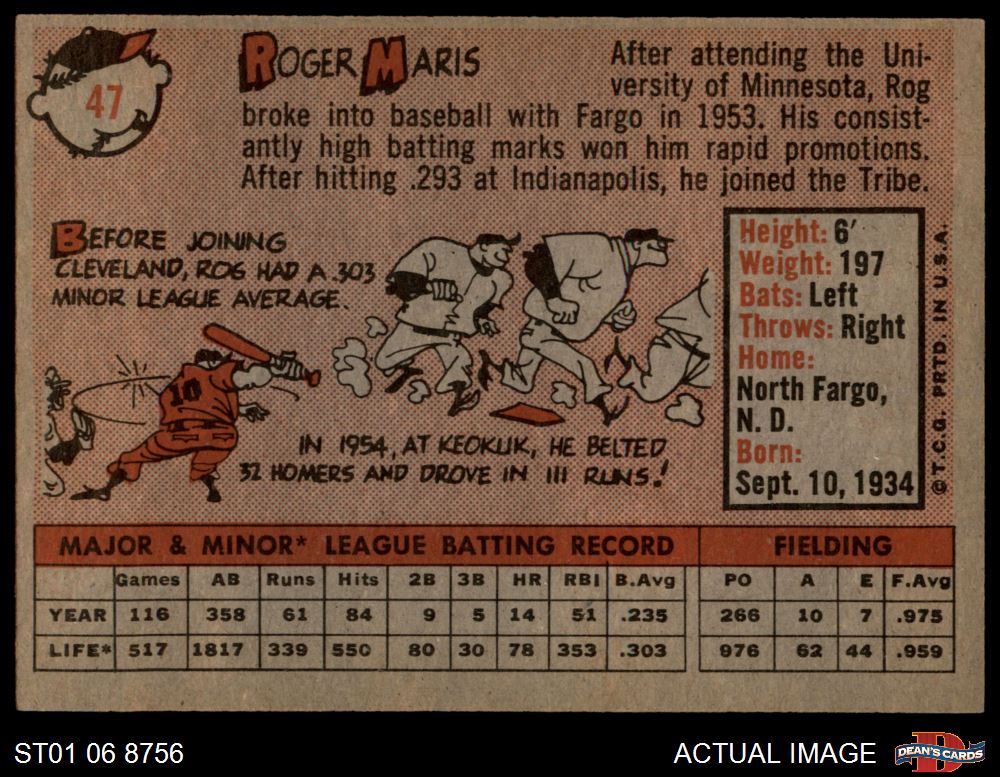 47
ROGER MARIS
After attending the Uni-
versity of Minnesota, Rog
broke into baseball with Fargo in 1953. His consist-
antly high batting marks won him rapid promotions.
After hitting .293 at Indianapolis, he joined the Tribe.
BEFORE JOINING
CLEVELAND, ROG HAD A .303
MINOR LEAGUE AVERAGE.
10
IN 1954, AT KEOKUK, HE BELTED
32 HOMERS AND DROVE IN 111 RUNS!
Height: 6'
Weight: 197
Bats: Left
Throws: Right
Home:
North Fargo,
N. D.
Born:
Sept. 10, 1934
© T.C.G. PRTD. IN U.S.A.
MAJOR & MINOR* LEAGUE BATTING RECORD FIELDING
Games AB Runs Hits 2B 3B HR RBI B.Avg PO A E F.Avg
YEAR 116 358 61 84 9 5 14 51 .235 266 10 7 .975
LIFE* 517 1817 339 550 80 30 78 353 .303 976 62 44 .959
ST01 06 8756 ACTUAL IMAGE DEAN'S CARDS